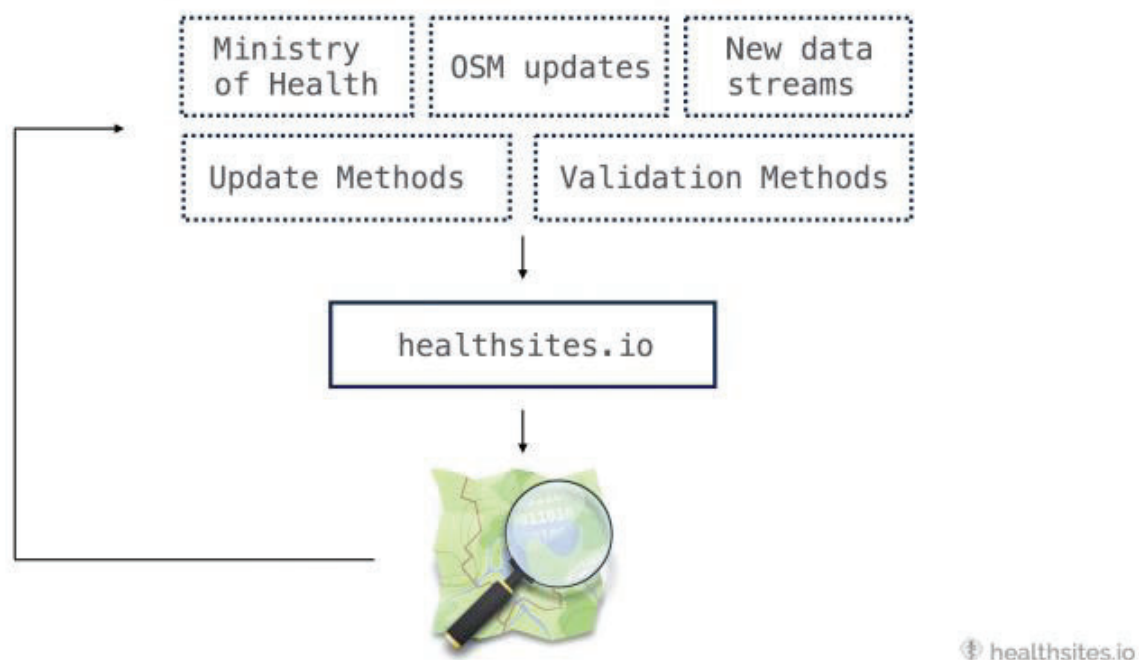 Ministry
of Health
OSM updates
New data
streams
Update Methods
Validation Methods
healthsites.io
healthsites.io